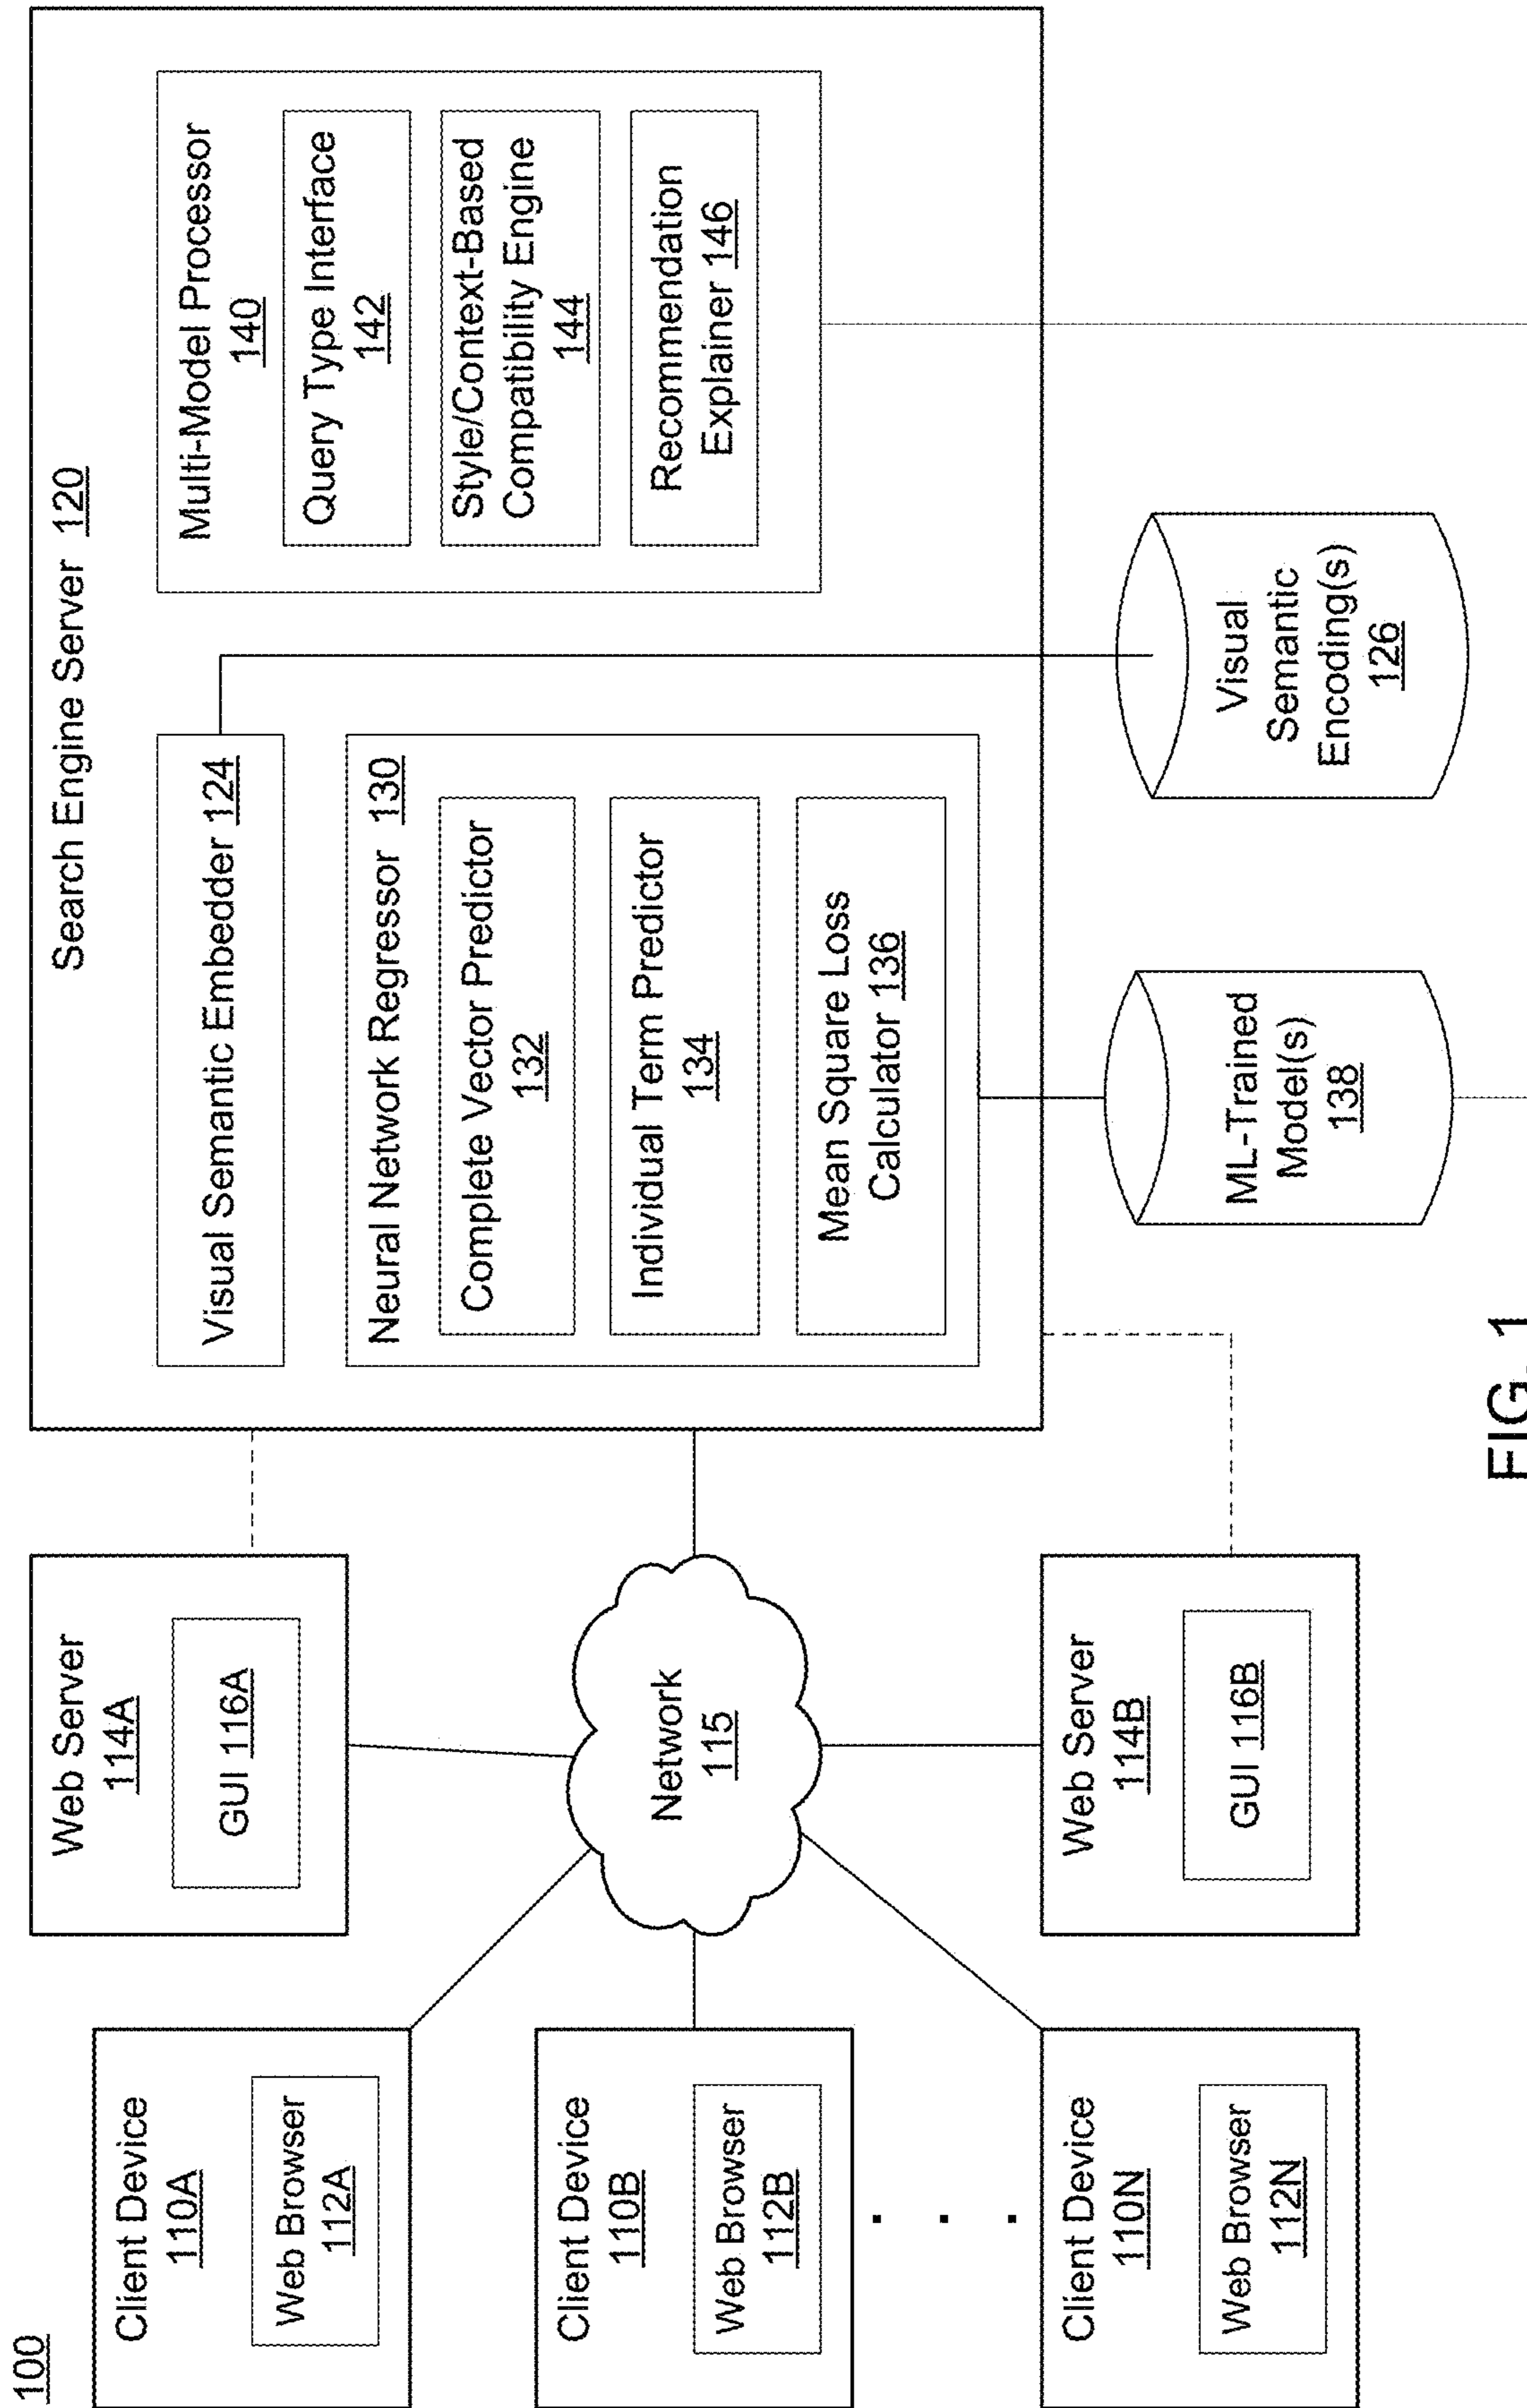 100
Client Device
110A
Web Browser
112A
Client Device
110B
Web Browser
112B
. . .
Client Device
110N
Web Browser
112N
Web Server
114A
GUI 116A
Network
115
Web Server
114B
GUI 116B
Search Engine Server 120
Visual Semantic Embedder 124
Neural Network Regressor 130
Complete Vector Predictor
132
Individual Term Predictor
134
Mean Square Loss
Calculator 136
Multi-Model Processor
140
Query Type Interface
142
Style/Context-Based
Compatibility Engine
144
Recommendation
Explainer 146
ML-Trained
Model(s)
138
Visual
Semantic
Encoding(s)
126
FIG. 1